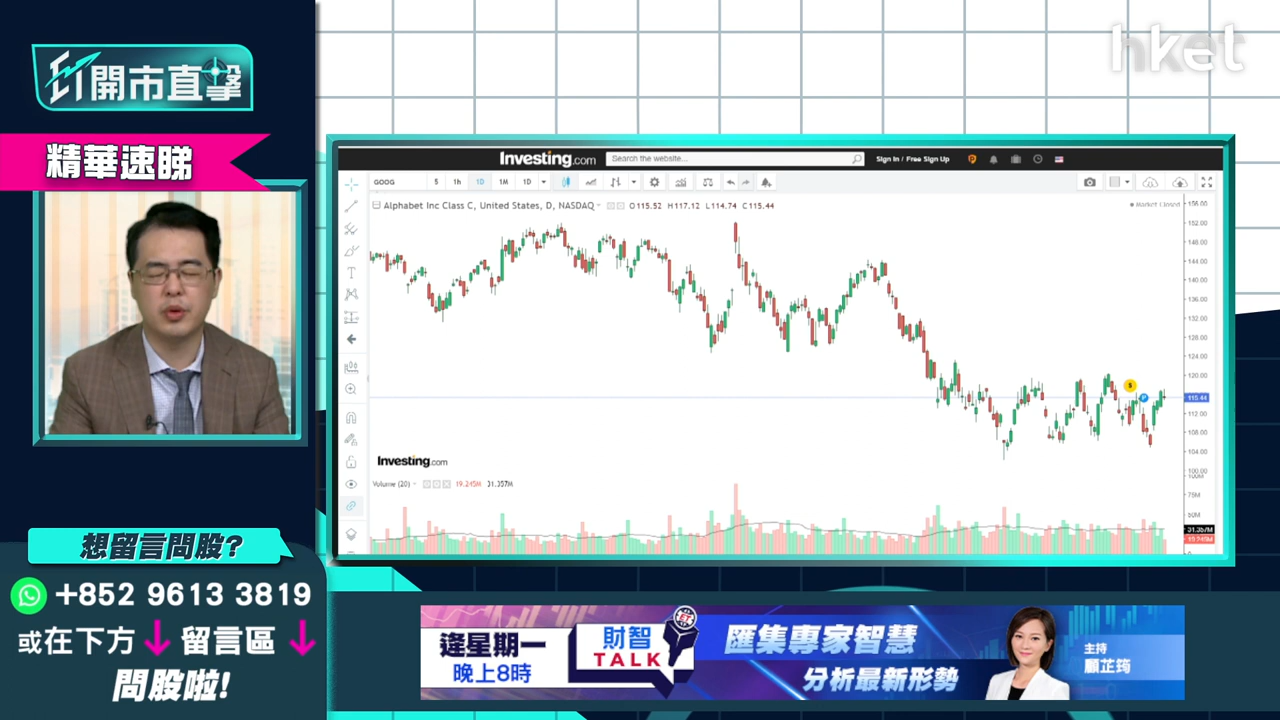 hket
開市直擊
精華速睇
Investing.com
Search the website...
Sign In / Free Sign Up
GOOG
5
1h
1D
1M
1D
Alphabet Inc Class C, United States, D, NASDAQ
O115.52 H117.12 L114.74 C115.44
Market Closed
156.00
152.00
148.00
144.00
140.00
136.00
132.00
128.00
124.00
120.00
115.44
112.00
108.00
104.00
100.00
Investing.com
Volume (20)
19.245M
31.357M
100M
75M
50M
31.357M
19.245M
想留言問股?
+852 9613 3819
或在下方 留言區
問股啦!
逢星期一
晚上8時
財智
TALK
匯集專家智慧
分析最新形勢
主持
顧芷筠